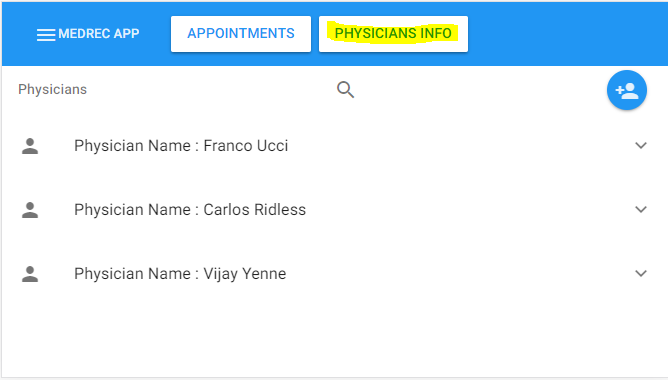 MEDREC APP
APPOINTMENTS
PHYSICIANS INFO
Physicians
Physician Name : Franco Ucci
Physician Name : Carlos Ridless
Physician Name : Vijay Yenne